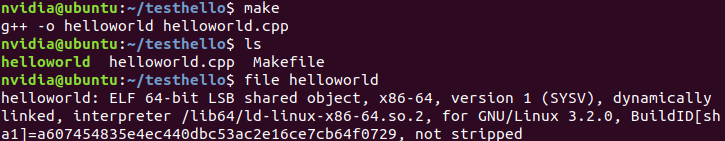 nvidia@ubuntu:~/testhello$ make
g++ -o helloworld helloworld.cpp
nvidia@ubuntu:~/testhello$ ls
helloworld  helloworld.cpp  Makefile
nvidia@ubuntu:~/testhello$ file helloworld
helloworld: ELF 64-bit LSB shared object, x86-64, version 1 (SYSV), dynamically
linked, interpreter /lib64/ld-linux-x86-64.so.2, for GNU/Linux 3.2.0, BuildID[sh
a1]=a607454835e4ec440dbc53ac2e16ce7cb64f0729, not stripped